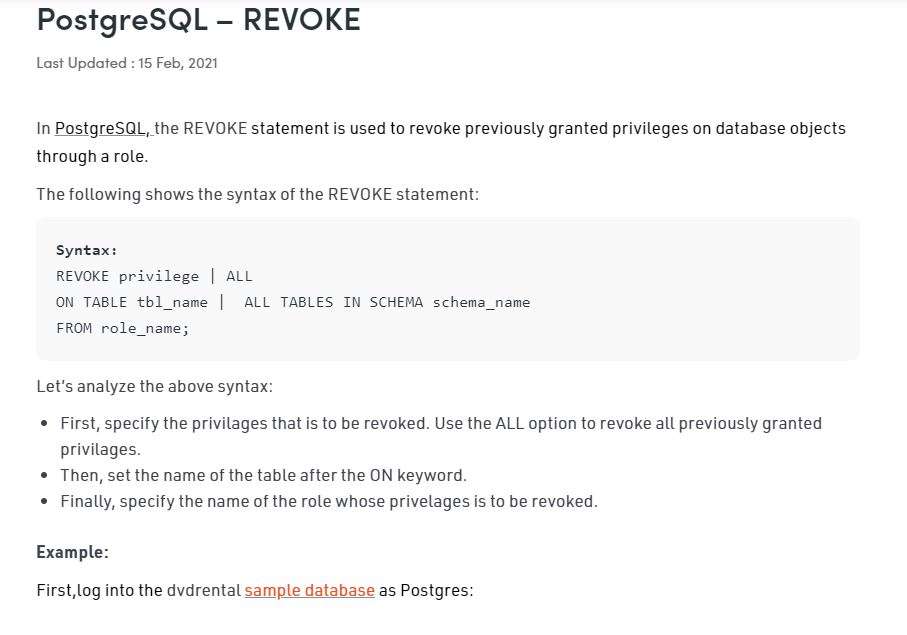 PostgreSQL – REVOKE
Last Updated : 15 Feb, 2021
In PostgreSQL, the REVOKE statement is used to revoke previously granted privileges on database objects
through a role.
The following shows the syntax of the REVOKE statement:
Syntax:
REVOKE privilege | ALL
ON TABLE tbl_name |  ALL TABLES IN SCHEMA schema_name
FROM role_name;
Let's analyze the above syntax:
• First, specify the privilages that is to be revoked. Use the ALL option to revoke all previously granted
privilages.
• Then, set the name of the table after the ON keyword.
• Finally, specify the name of the role whose privelages is to be revoked.
Example:
First,log into the dvdrental sample database as Postgres: